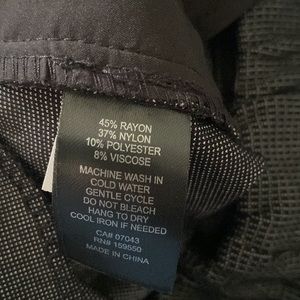 45% RAYON
37% NYLON
10% POLYESTER
8% VISCOSE
MACHINE WASH IN
COLD WATER
GENTLE CYCLE
DO NOT BLEACH
HANG TO DRY
COOL IRON IF NEEDED
CA# 07043
RN# 159550
MADE IN CHINA